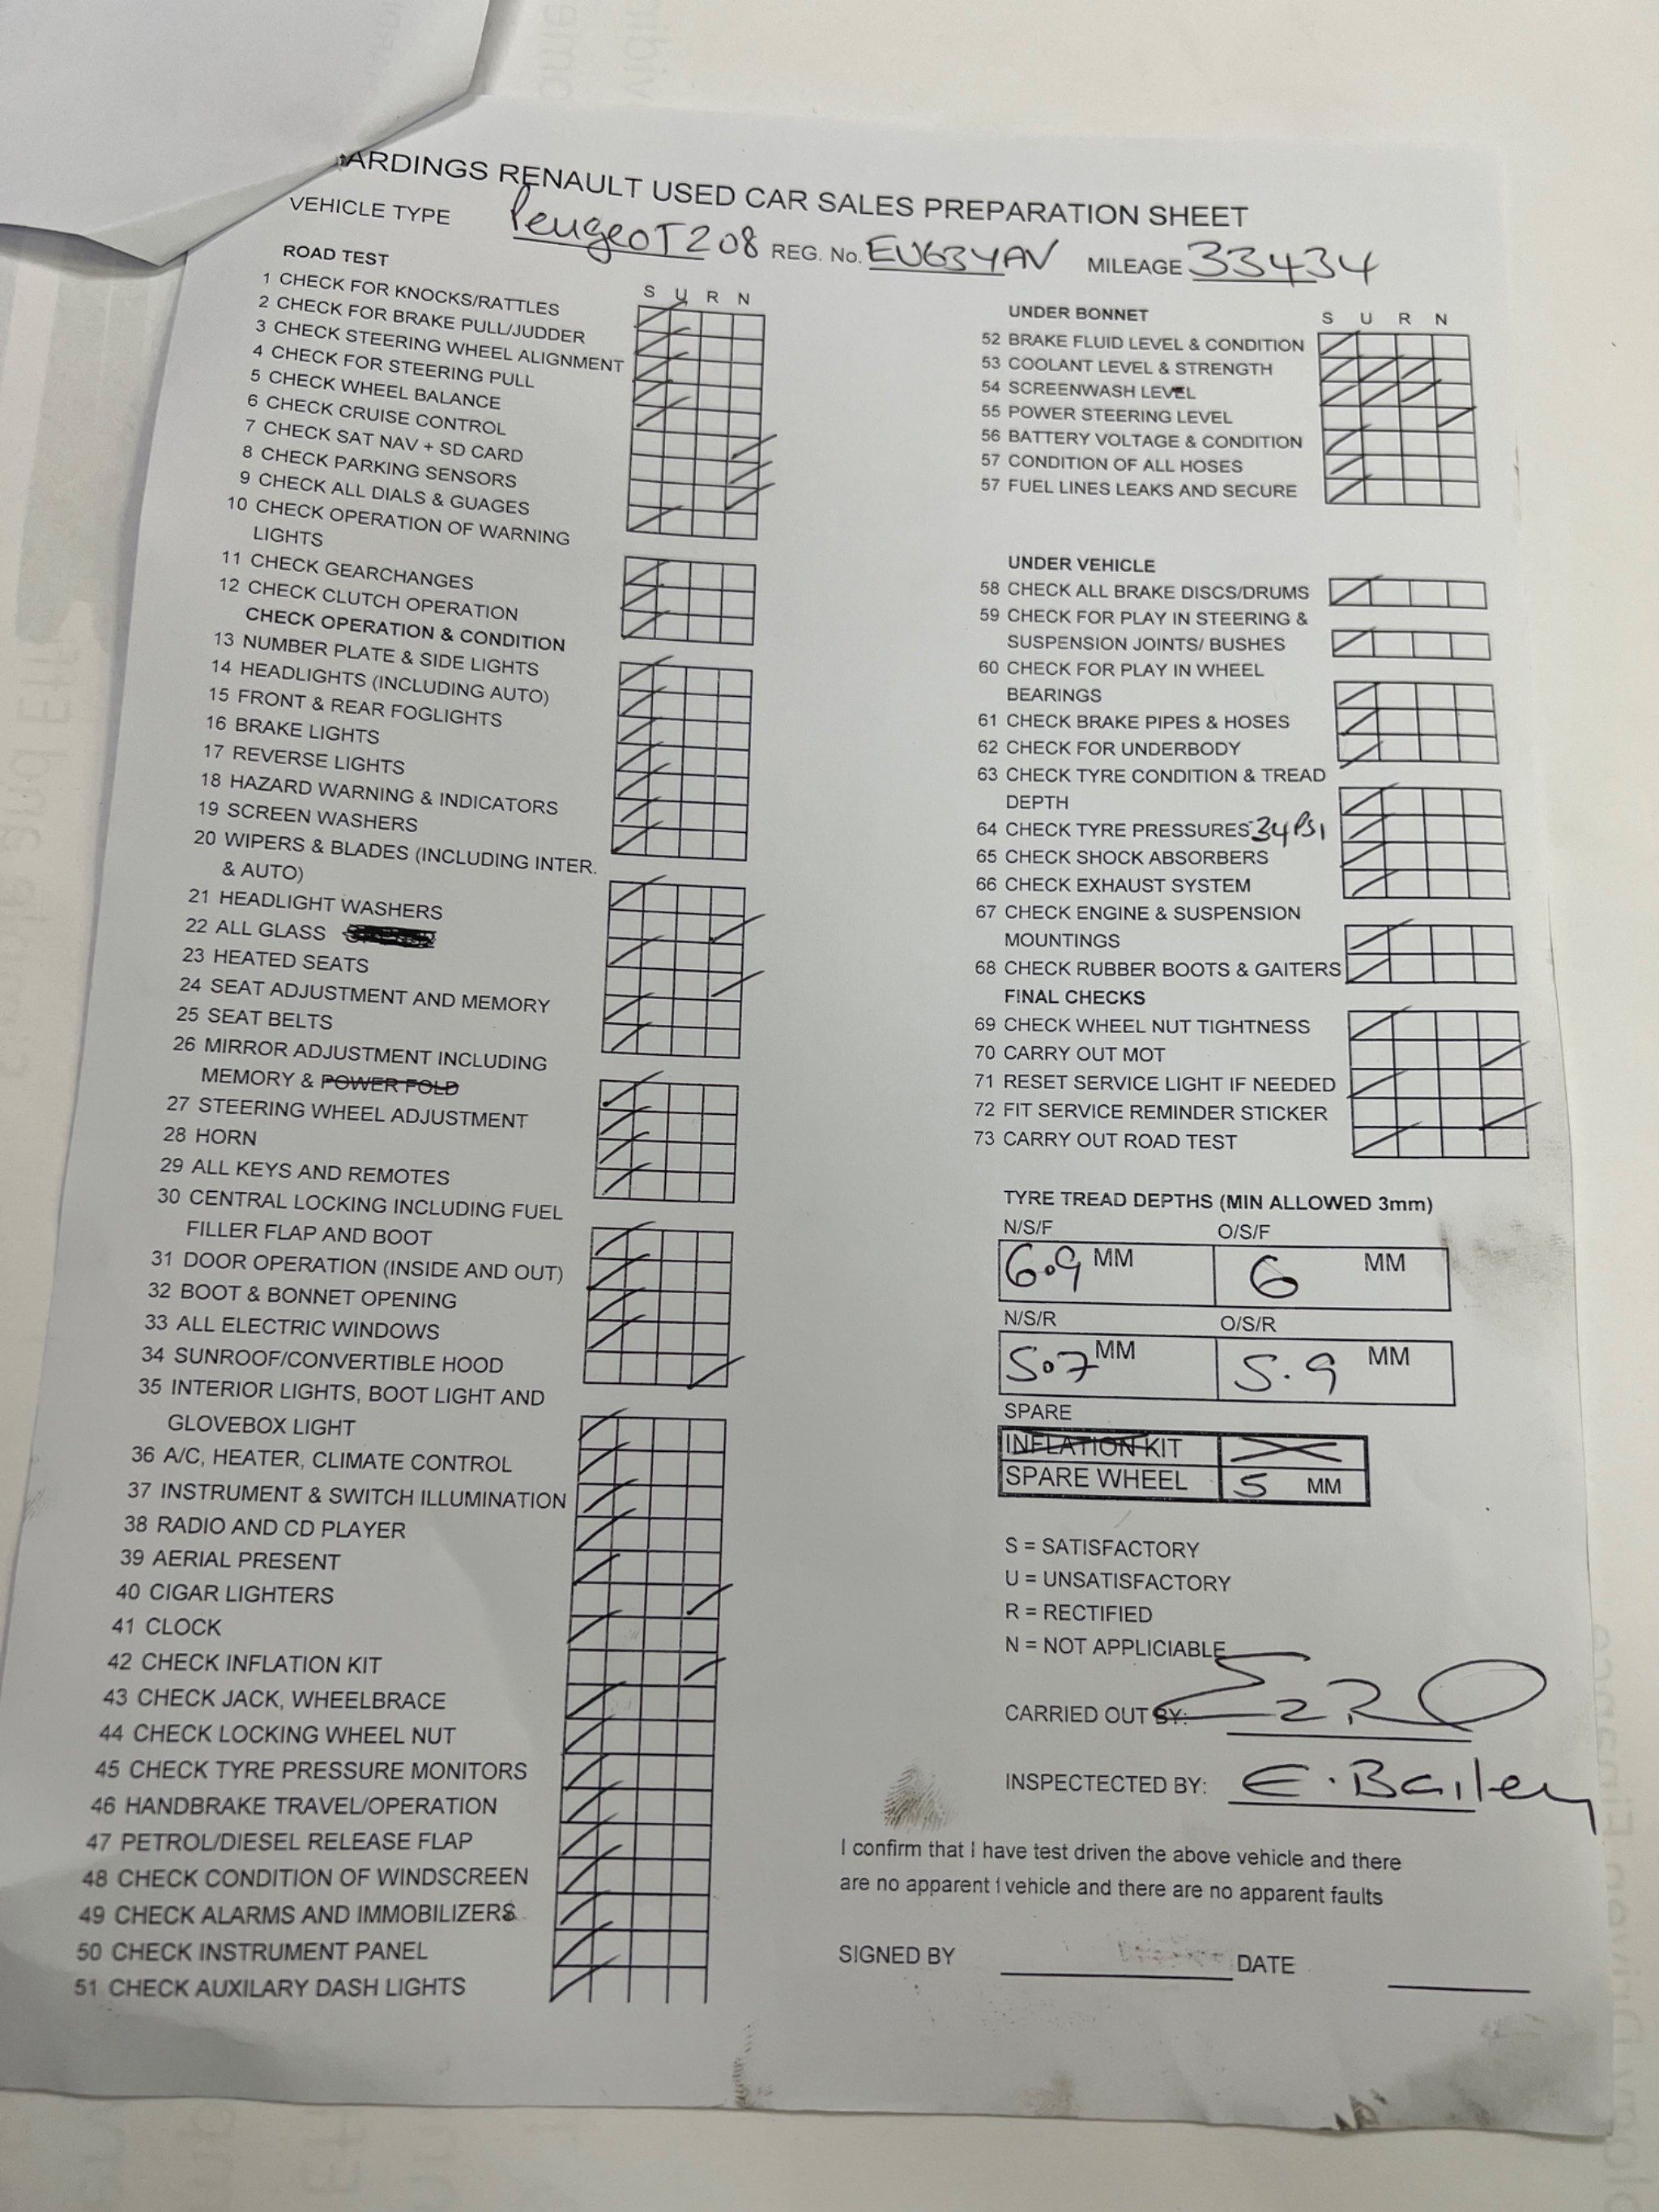 ARDINGS RENAULT USED CAR SALES PREPARATION SHEET
VEHICLE TYPE Peugeot 208 REG. No. EU63YAV MILEAGE 33434
ROAD TEST
S U R N
1 CHECK FOR KNOCKS/RATTLES
2 CHECK FOR BRAKE PULL/JUDDER
3 CHECK STEERING WHEEL ALIGNMENT
4 CHECK FOR STEERING PULL
5 CHECK WHEEL BALANCE
6 CHECK CRUISE CONTROL
7 CHECK SAT NAV + SD CARD
8 CHECK PARKING SENSORS
9 CHECK ALL DIALS & GUAGES
10 CHECK OPERATION OF WARNING
LIGHTS
11 CHECK GEARCHANGES
12 CHECK CLUTCH OPERATION
CHECK OPERATION & CONDITION
13 NUMBER PLATE & SIDE LIGHTS
14 HEADLIGHTS (INCLUDING AUTO)
15 FRONT & REAR FOGLIGHTS
16 BRAKE LIGHTS
17 REVERSE LIGHTS
18 HAZARD WARNING & INDICATORS
19 SCREEN WASHERS
20 WIPERS & BLADES (INCLUDING INTER.
& AUTO)
21 HEADLIGHT WASHERS
22 ALL GLASS
23 HEATED SEATS
24 SEAT ADJUSTMENT AND MEMORY
25 SEAT BELTS
26 MIRROR ADJUSTMENT INCLUDING
MEMORY & POWER FOLD
27 STEERING WHEEL ADJUSTMENT
28 HORN
29 ALL KEYS AND REMOTES
30 CENTRAL LOCKING INCLUDING FUEL
FILLER FLAP AND BOOT
31 DOOR OPERATION (INSIDE AND OUT)
32 BOOT & BONNET OPENING
33 ALL ELECTRIC WINDOWS
34 SUNROOF/CONVERTIBLE HOOD
35 INTERIOR LIGHTS, BOOT LIGHT AND
GLOVEBOX LIGHT
36 A/C, HEATER, CLIMATE CONTROL
37 INSTRUMENT & SWITCH ILLUMINATION
38 RADIO AND CD PLAYER
39 AERIAL PRESENT
40 CIGAR LIGHTERS
41 CLOCK
42 CHECK INFLATION KIT
43 CHECK JACK, WHEELBRACE
44 CHECK LOCKING WHEEL NUT
45 CHECK TYRE PRESSURE MONITORS
46 HANDBRAKE TRAVEL/OPERATION
47 PETROL/DIESEL RELEASE FLAP
48 CHECK CONDITION OF WINDSCREEN
49 CHECK ALARMS AND IMMOBILIZERS
50 CHECK INSTRUMENT PANEL
51 CHECK AUXILARY DASH LIGHTS
UNDER BONNET
S U R N
52 BRAKE FLUID LEVEL & CONDITION
53 COOLANT LEVEL & STRENGTH
54 SCREENWASH LEVEL
55 POWER STEERING LEVEL
56 BATTERY VOLTAGE & CONDITION
57 CONDITION OF ALL HOSES
57 FUEL LINES LEAKS AND SECURE
UNDER VEHICLE
58 CHECK ALL BRAKE DISCS/DRUMS
59 CHECK FOR PLAY IN STEERING &
SUSPENSION JOINTS/ BUSHES
60 CHECK FOR PLAY IN WHEEL
BEARINGS
61 CHECK BRAKE PIPES & HOSES
62 CHECK FOR UNDERBODY
63 CHECK TYRE CONDITION & TREAD
DEPTH
64 CHECK TYRE PRESSURES 34 PSI
65 CHECK SHOCK ABSORBERS
66 CHECK EXHAUST SYSTEM
67 CHECK ENGINE & SUSPENSION
MOUNTINGS
68 CHECK RUBBER BOOTS & GAITERS
FINAL CHECKS
69 CHECK WHEEL NUT TIGHTNESS
70 CARRY OUT MOT
71 RESET SERVICE LIGHT IF NEEDED
72 FIT SERVICE REMINDER STICKER
73 CARRY OUT ROAD TEST
TYRE TREAD DEPTHS (MIN ALLOWED 3mm)
N/S/F O/S/F
6.9 MM 6 MM
N/S/R O/S/R
5.7 MM 5.9 MM
SPARE
INFLATION KIT
SPARE WHEEL 5 MM
S = SATISFACTORY
U = UNSATISFACTORY
R = RECTIFIED
N = NOT APPLICIABLE
CARRIED OUT BY:
INSPECTECTED BY: E. Bailey
I confirm that I have test driven the above vehicle and there
are no apparent i vehicle and there are no apparent faults
SIGNED BY DATE